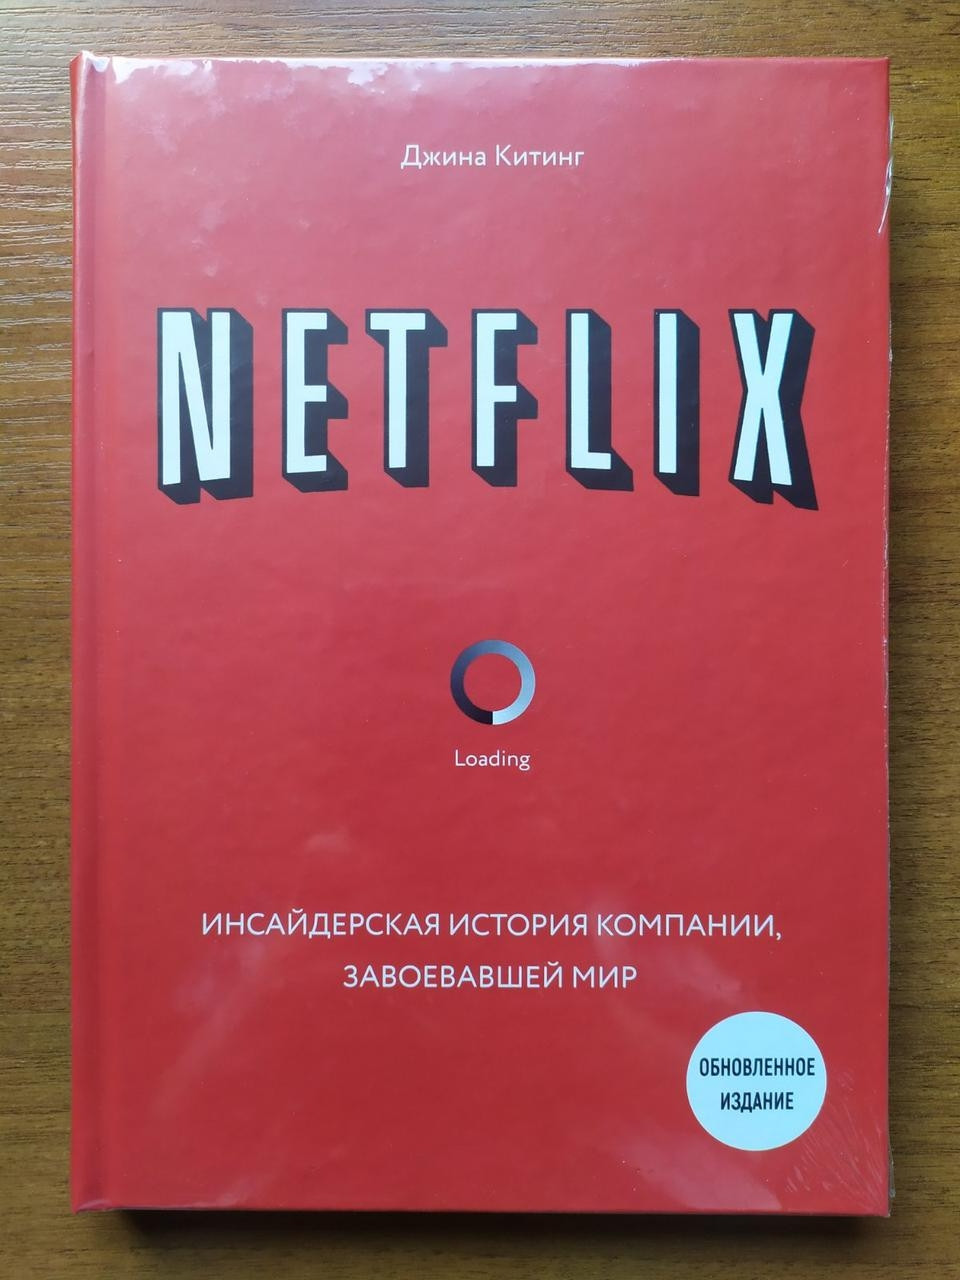 Джина Китинг
NETFLIX
Loading
ИНСАЙДЕРСКАЯ ИСТОРИЯ КОМПАНИИ,
ЗАВОЕВАВШЕЙ МИР
ОБНОВЛЕННОЕ
ИЗДАНИЕ